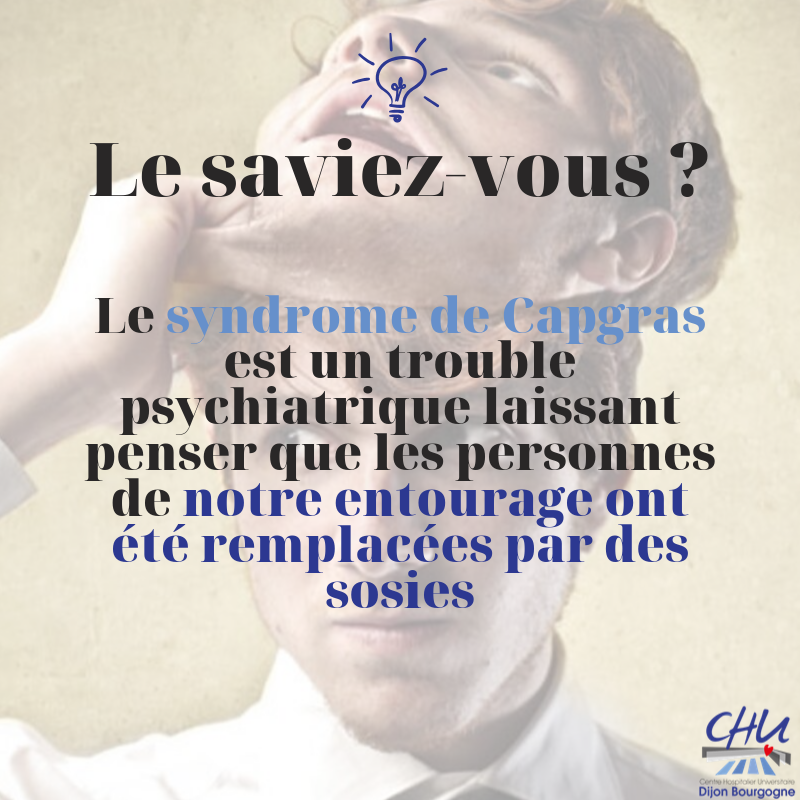 Le saviez-vous ?
Le syndrome de Capgras
est un trouble
psychiatrique laissant
penser que les personnes
de notre entourage ont
été remplacées par des
sosies
CHU
Centre Hospitalier Universitaire
Dijon Bourgogne